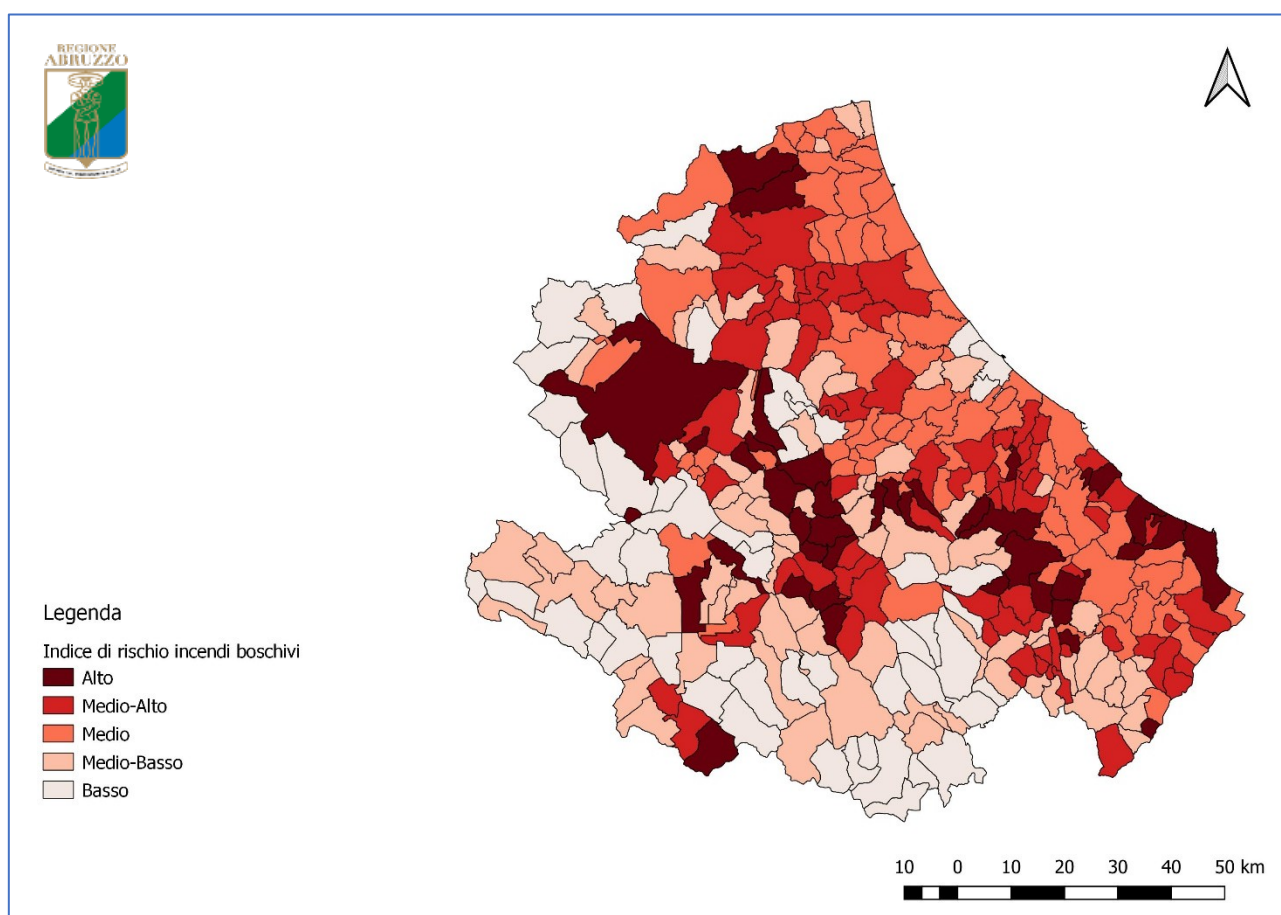 REGIONE
ABRUZZO
Legenda
Indice di rischio incendi boschivi
Alto
Medio-Alto
Medio
Medio-Basso
Basso
10 0 10 20 30 40 50 km